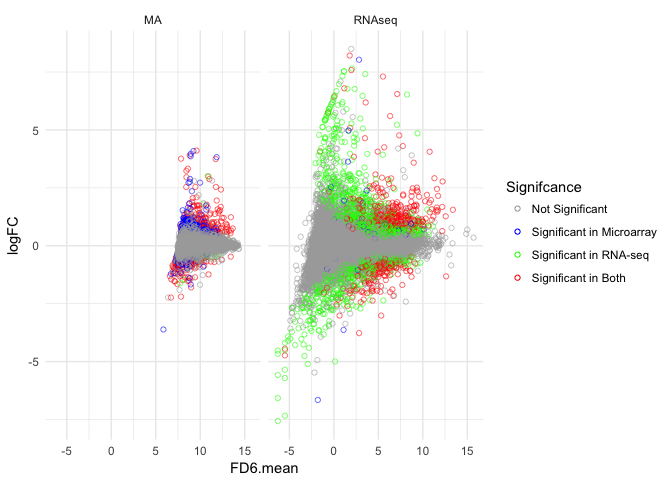 MA
RNAseq
5
0
-5
logFC
-5
0
5
10
15
-5
0
5
10
15
FD6.mean
Signifcance
Not Significant
Significant in Microarray
Significant in RNA-seq
Significant in Both